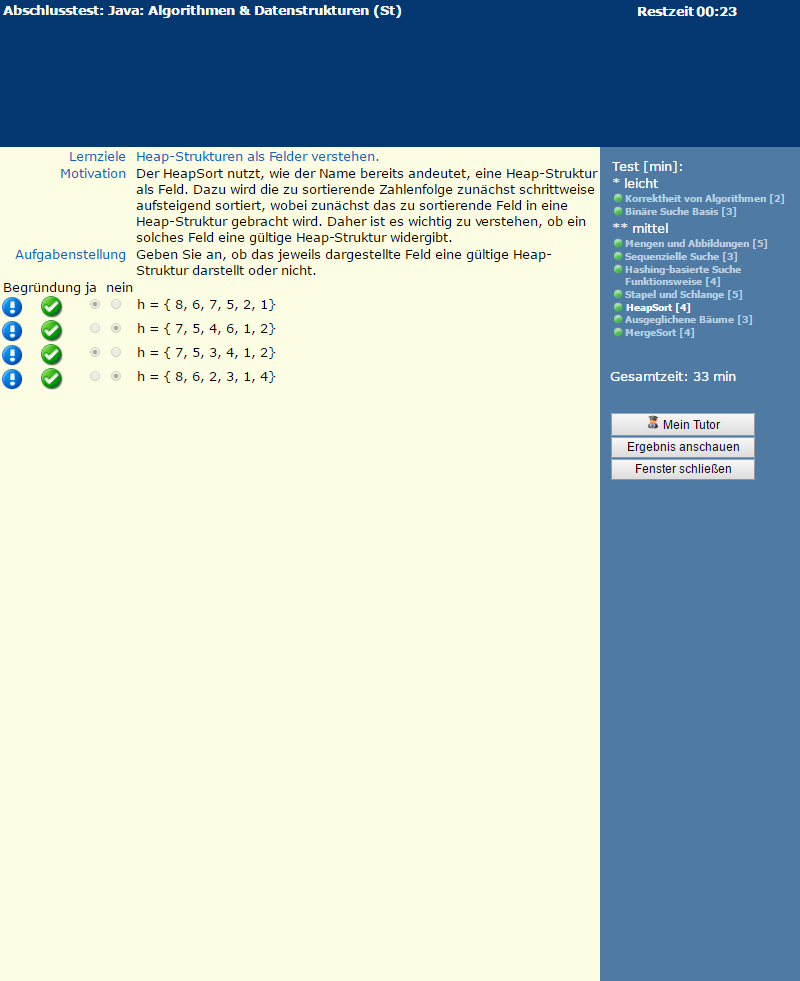 Abschlusstest: Java: Algorithmen & Datenstrukturen (St)
Restzeit 00:23
Lernziele Heap-Strukturen als Felder verstehen.
Motivation Der HeapSort nutzt, wie der Name bereits andeutet, eine Heap-Struktur
als Feld. Dazu wird die zu sortierende Zahlenfolge zunächst schrittweise
aufsteigend sortiert, wobei zunächst das zu sortierende Feld in eine
Heap-Struktur gebracht wird. Daher ist es wichtig zu verstehen, ob ein
solches Feld eine gültige Heap-Struktur widergibt.
Aufgabenstellung Geben Sie an, ob das jeweils dargestellte Feld eine gültige Heap-
Struktur darstellt oder nicht.
Begründung ja nein
h = { 8, 6, 7, 5, 2, 1}
h = { 7, 5, 4, 6, 1, 2}
h = { 7, 5, 3, 4, 1, 2}
h = { 8, 6, 2, 3, 1, 4}
Test [min]:
* leicht
Korrektheit von Algorithmen [2]
Binäre Suche Basis [3]
** mittel
Mengen und Abbildungen [5]
Sequenzielle Suche [3]
Hashing-basierte Suche
Funktionsweise [4]
Stapel und Schlange [5]
HeapSort [4]
Ausgeglichene Bäume [3]
MergeSort [4]
Gesamtzeit: 33 min
Mein Tutor
Ergebnis anschauen
Fenster schließen